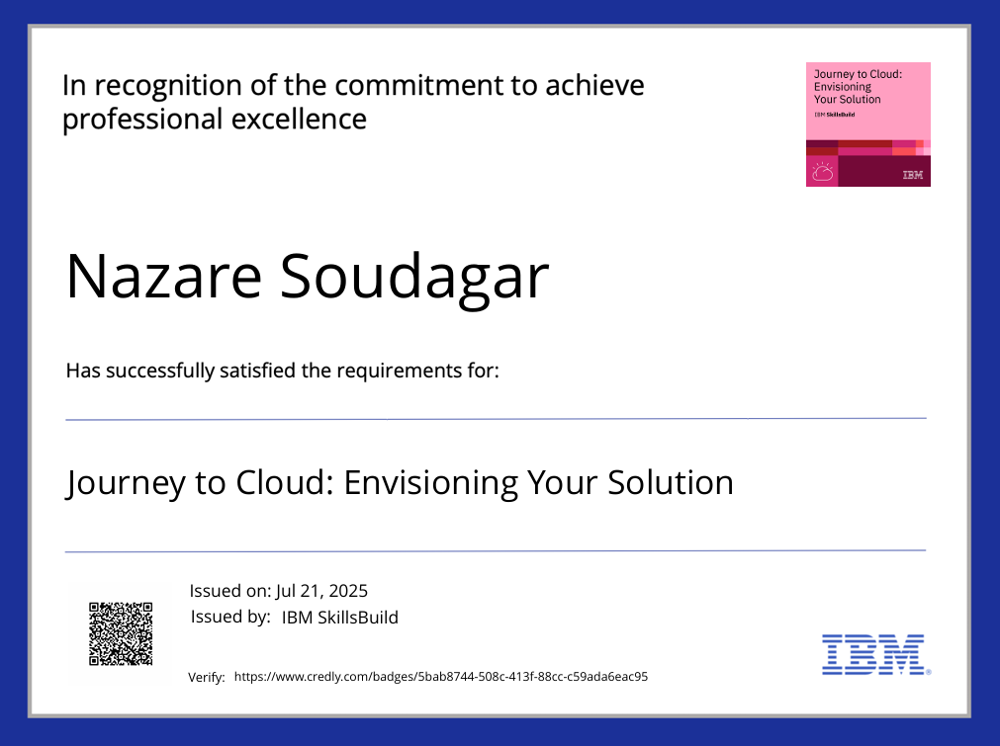 In recognition of the commitment to achieve
professional excellence
Journey to Cloud:
Envisioning
Your Solution
IBM SkillsBuild
IBM
Nazare Soudagar
Has successfully satisfied the requirements for:
Journey to Cloud: Envisioning Your Solution
Issued on: Jul 21, 2025
Issued by: IBM SkillsBuild
Verify: https://www.credly.com/badges/5bab8744-508c-413f-88cc-c59ada6eac95
IBM®